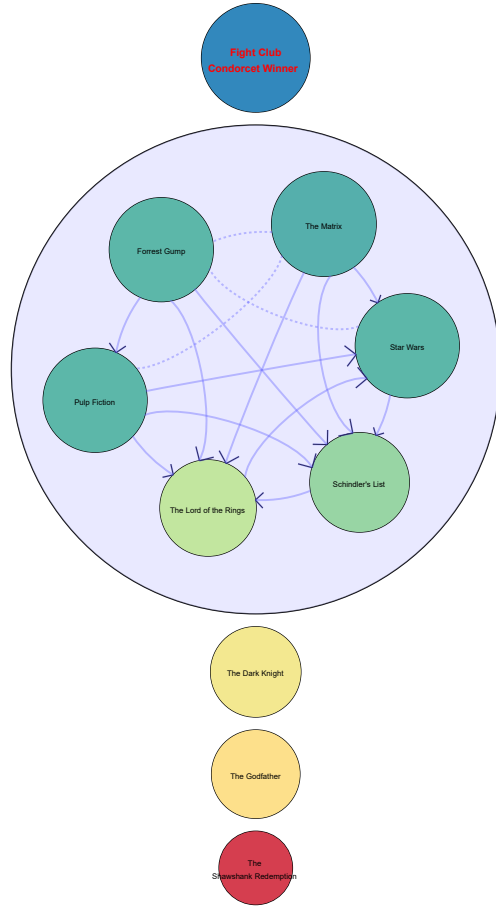 Fight Club
Condorcet Winner
The Matrix
Forrest Gump
Star Wars
Pulp Fiction
Schindler's List
The Lord of the Rings
The Dark Knight
The Godfather
The
Shawshank Redemption